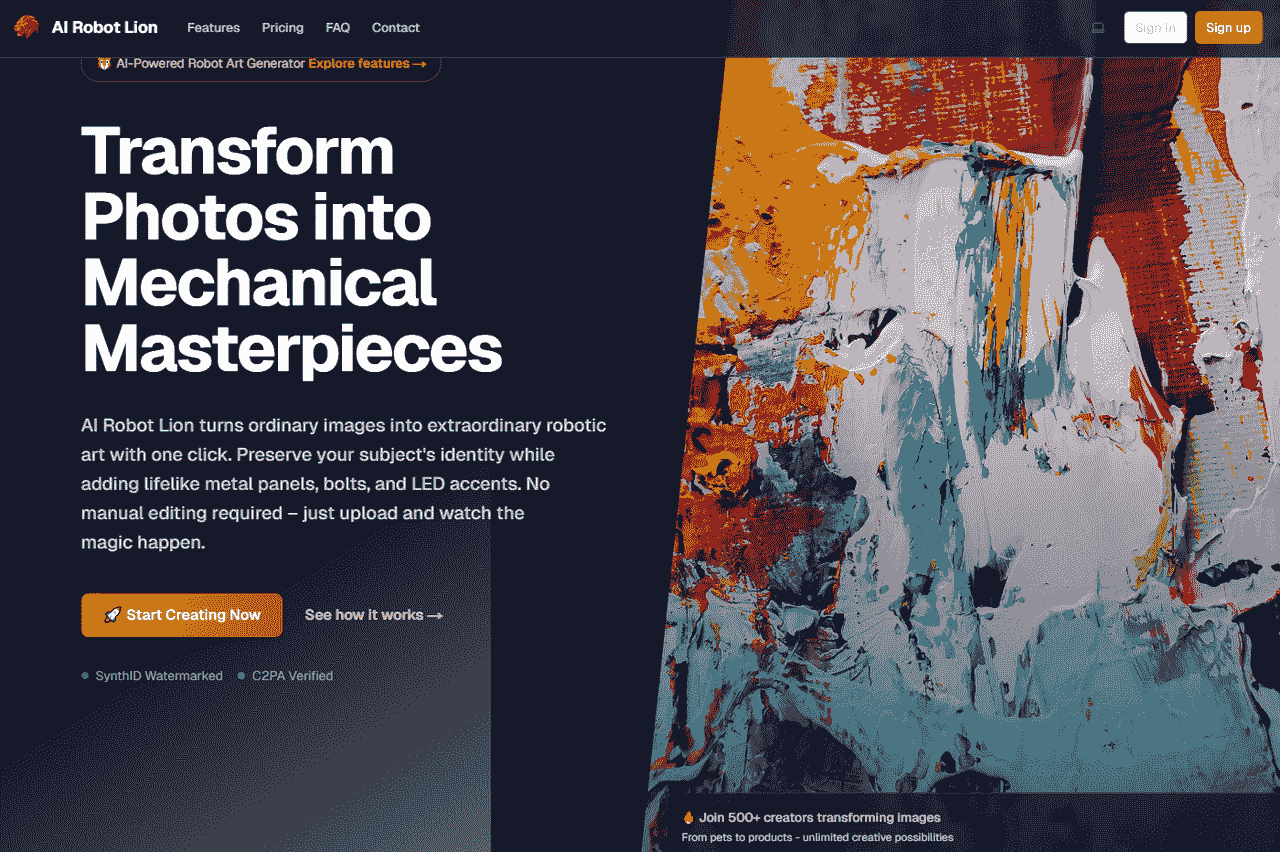 AI Robot Lion
Features
Pricing
FAQ
Contact
Sign in
Sign up
AI-Powered Robot Art Generator Explore features →
Transform
Photos into
Mechanical
Masterpieces
AI Robot Lion turns ordinary images into extraordinary robotic
art with one click. Preserve your subject's identity while
adding lifelike metal panels, bolts, and LED accents. No
manual editing required – just upload and watch the
magic happen.
🚀 Start Creating Now
See how it works →
SynthID Watermarked
C2PA Verified
🔥 Join 500+ creators transforming images
From pets to products - unlimited creative possibilities